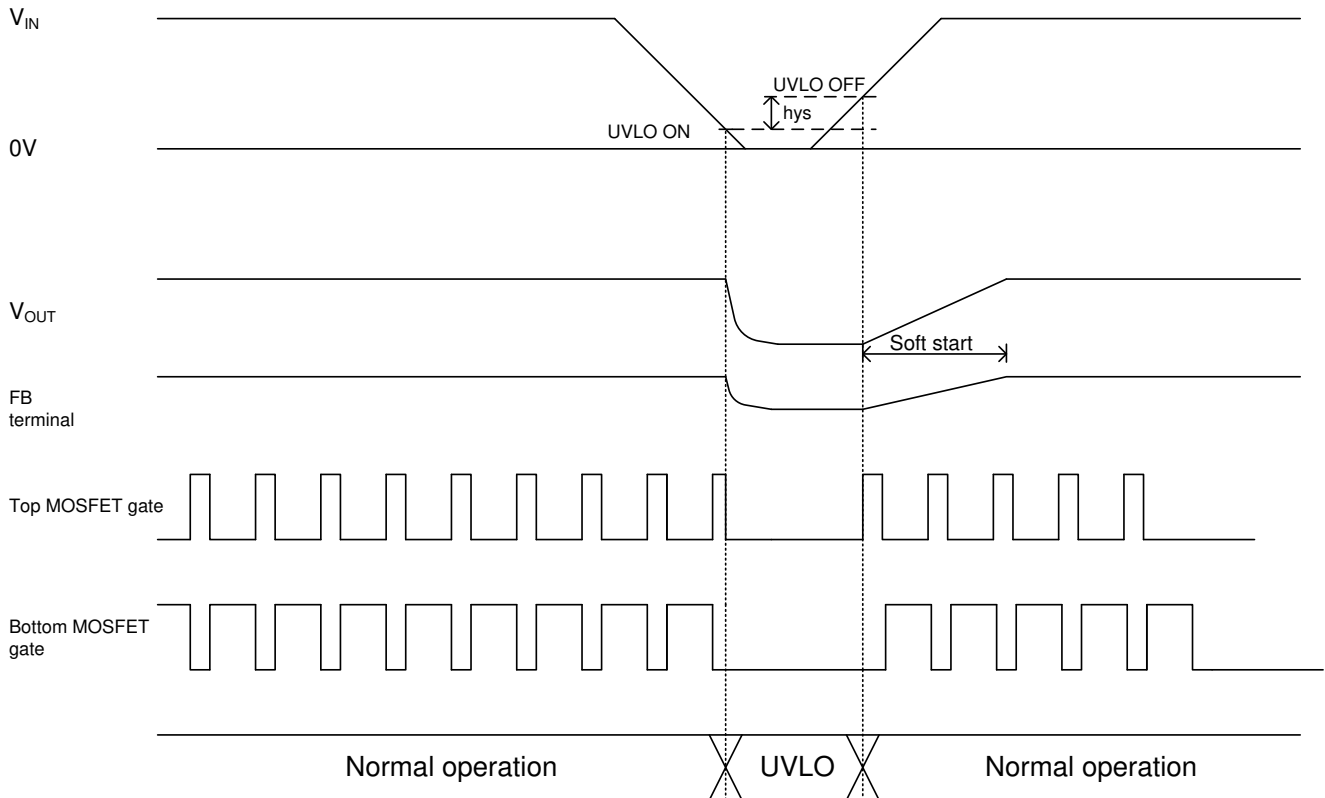 VIN
UVLO OFF
hys
UVLO ON
0V
VOUT
Soft start
FB
terminal
Top MOSFET gate
Bottom MOSFET
gate
Normal operation
UVLO
Normal operation